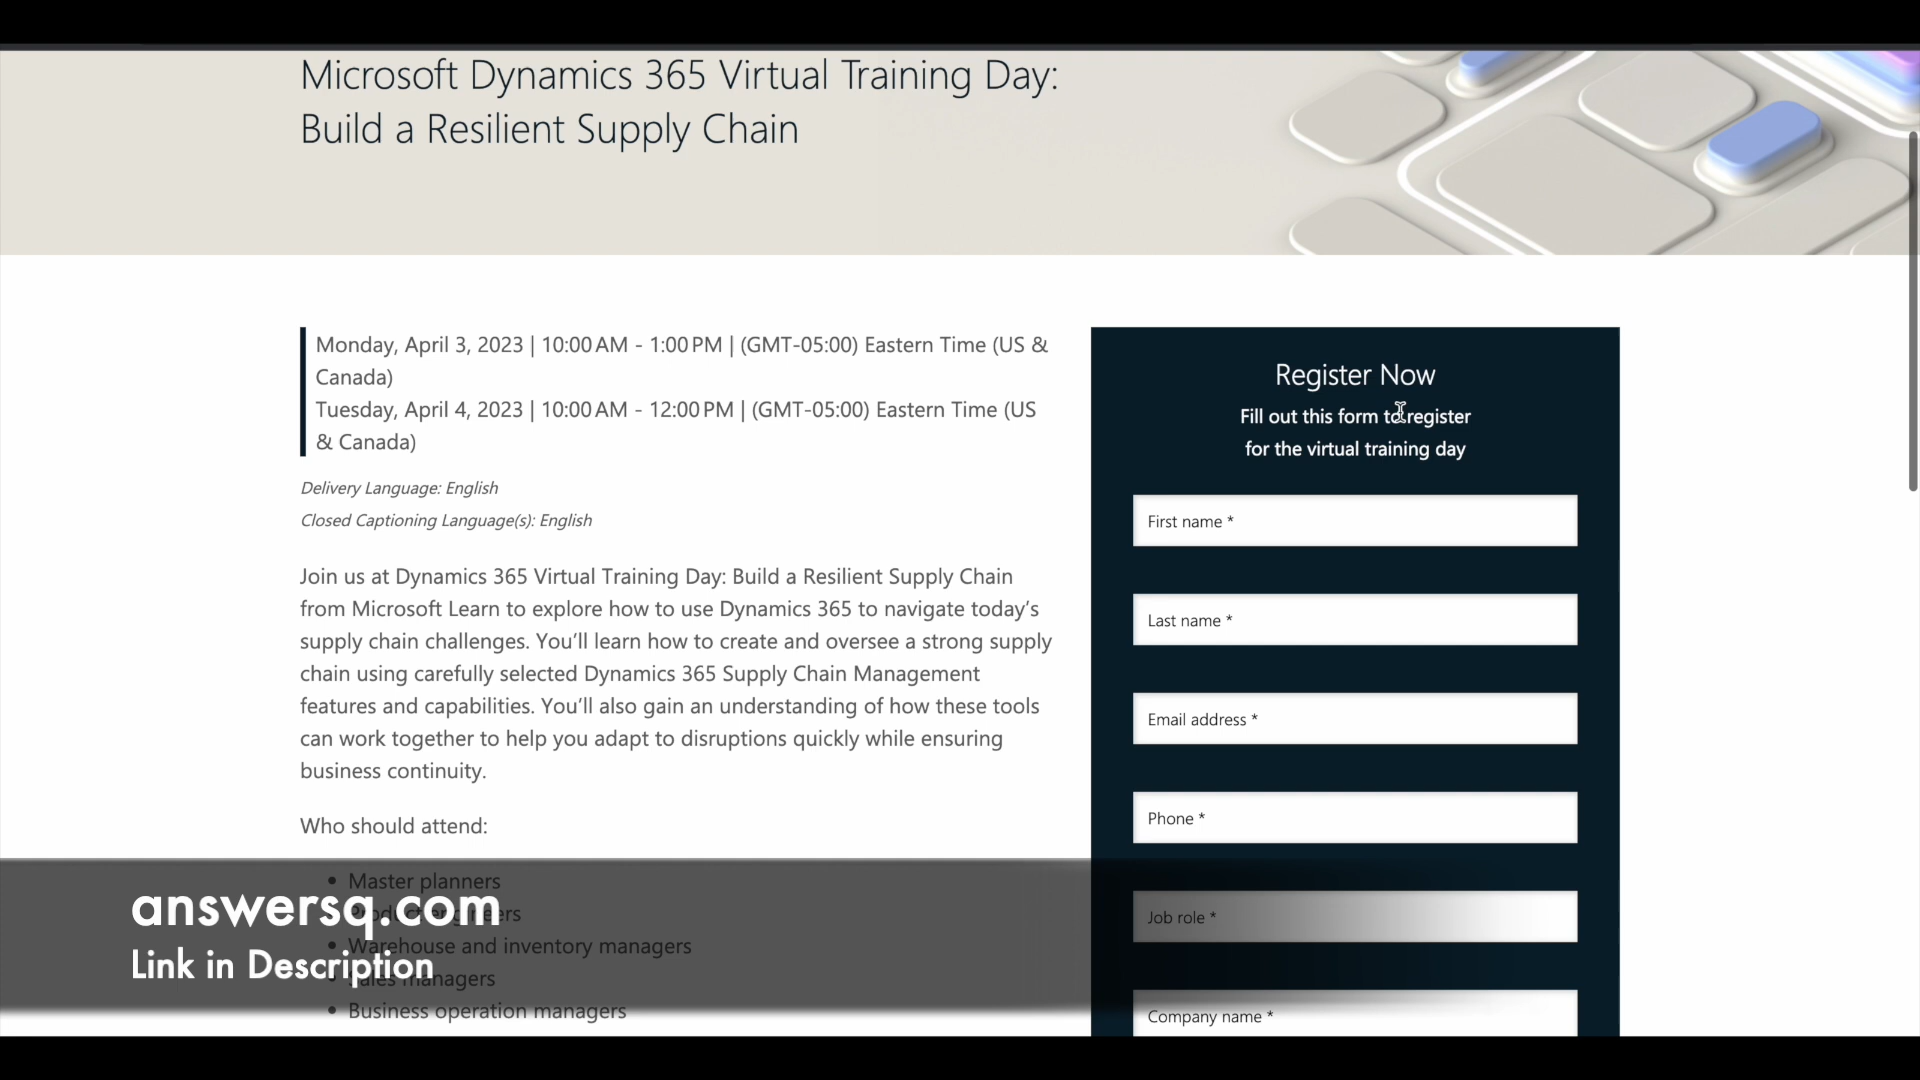 Microsoft Dynamics 365 Virtual Training Day:
Build a Resilient Supply Chain
Monday, April 3, 2023 | 10:00 AM - 1:00 PM | (GMT-05:00) Eastern Time (US &
Canada)
Tuesday, April 4, 2023 | 10:00 AM - 12:00 PM | (GMT-05:00) Eastern Time (US
& Canada)
Delivery Language: English
Closed Captioning Language(s): English
Join us at Dynamics 365 Virtual Training Day: Build a Resilient Supply Chain
from Microsoft Learn to explore how to use Dynamics 365 to navigate today’s
supply chain challenges. You’ll learn how to create and oversee a strong supply
chain using carefully selected Dynamics 365 Supply Chain Management
features and capabilities. You’ll also gain an understanding of how these tools
can work together to help you adapt to disruptions quickly while ensuring
business continuity.
Who should attend:
• Master planners
• Product engineers
• Warehouse and inventory managers
• Sales managers
• Business operation managers
Register Now
Fill out this form to register
for the virtual training day
First name *
Last name *
Email address *
Phone *
Job role *
Company name *
answersq.com
Link in Description